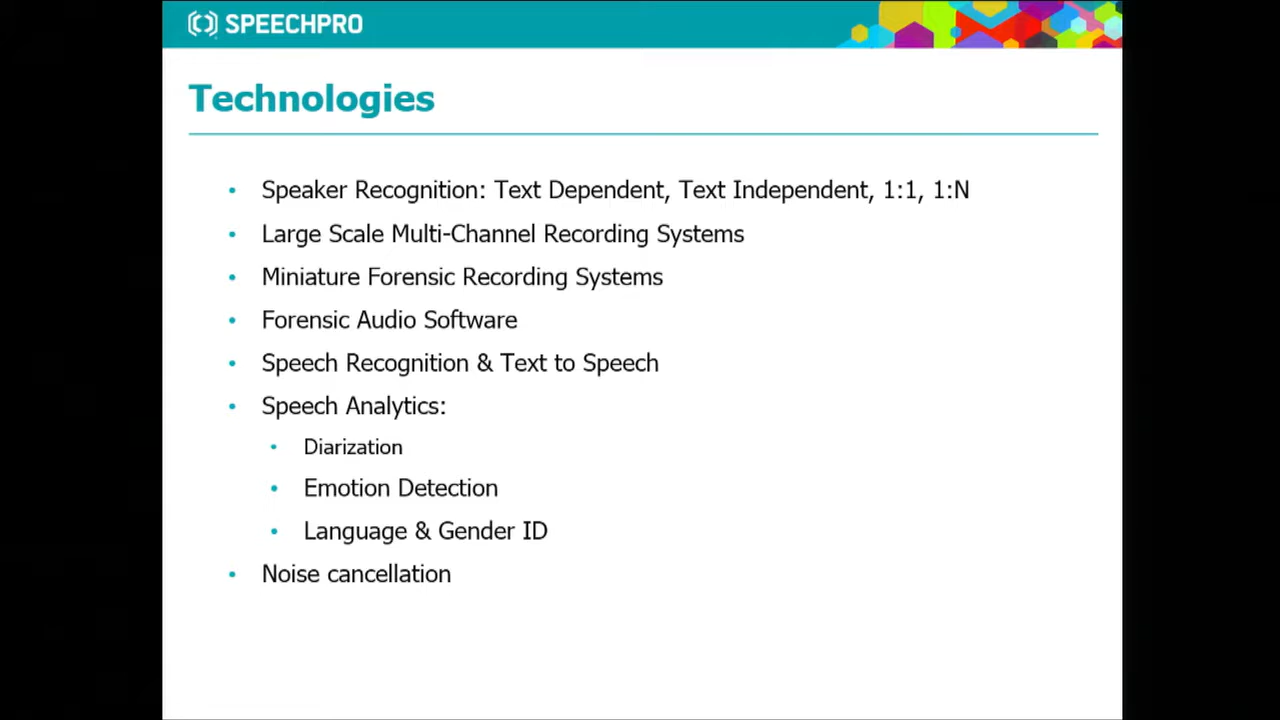 SPEECHPRO
Technologies
• Speaker Recognition: Text Dependent, Text Independent, 1:1, 1:N
• Large Scale Multi-Channel Recording Systems
• Miniature Forensic Recording Systems
• Forensic Audio Software
• Speech Recognition & Text to Speech
• Speech Analytics:
• Diarization
• Emotion Detection
• Language & Gender ID
• Noise cancellation